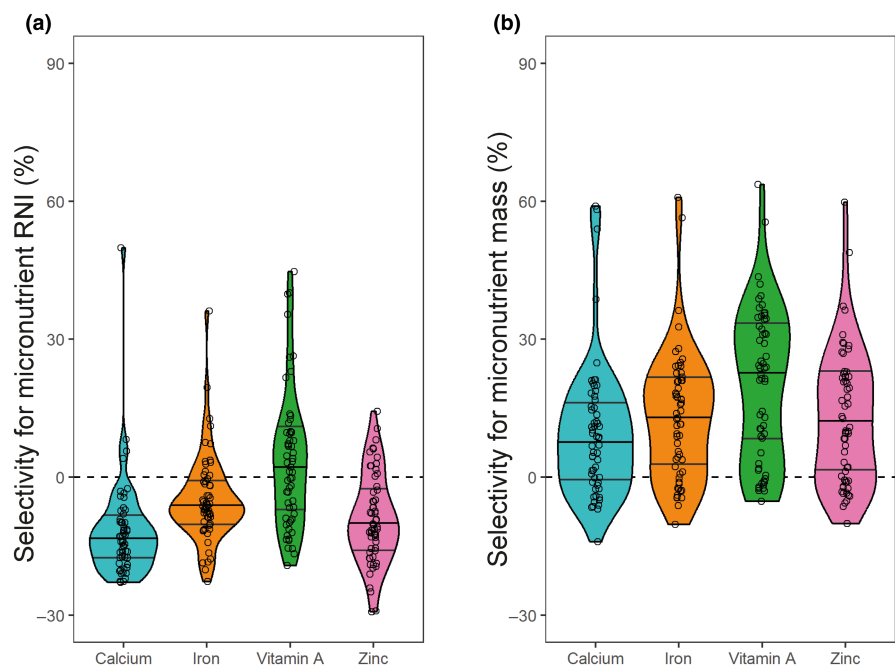 (a)
Selectivity for micronutrient RNI (%)
90
60
30
0
−30
Calcium Iron Vitamin A Zinc
(b)
Selectivity for micronutrient mass (%)
90
60
30
0
−30
Calcium Iron Vitamin A Zinc